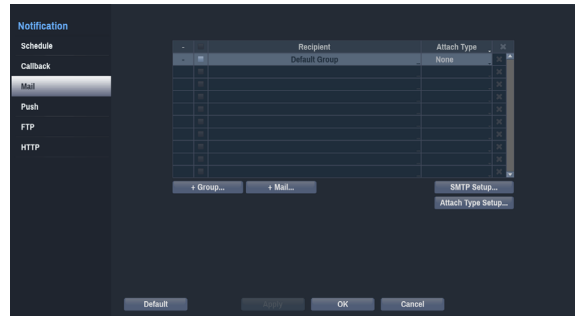 Notification
Schedule
Callback
Mail
Push
FTP
HTTP
- Recipient Attach Type
- Default Group None
+ Group... + Mail... SMTP Setup...
Attach Type Setup...
Default Apply OK Cancel